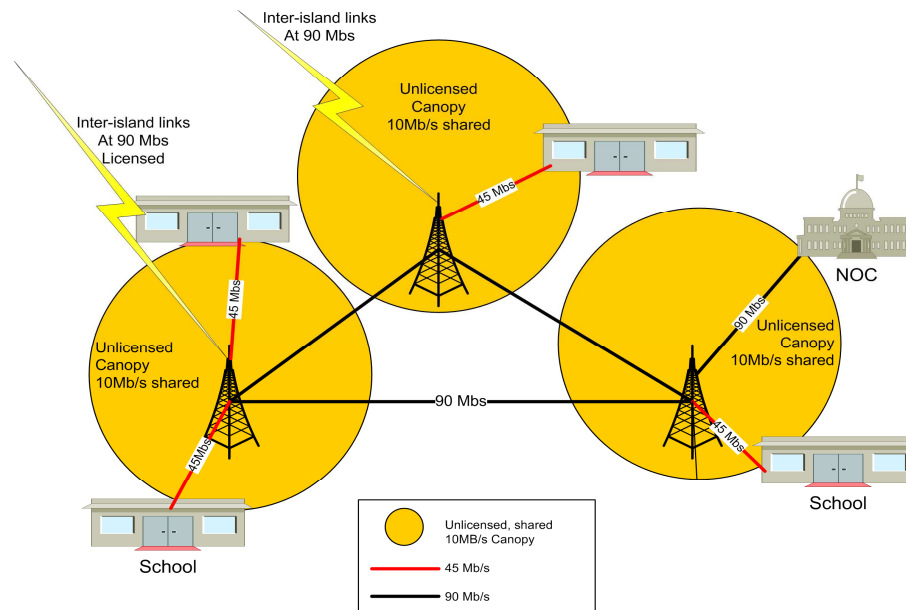 Inter-island links
At 90 Mbs
Unlicensed
Canopy
10Mb/s shared
45 Mbs
Inter-island links
At 90 Mbs
Licensed
NOC
45 Mbs
90 Mbs
Unlicensed
Canopy
10Mb/s shared
Unlicensed
Canopy
10Mb/s shared
90 Mbs
45 Mbs
45Mbs
School
School
Unlicensed, shared
10MB/s Canopy
45 Mb/s
90 Mb/s